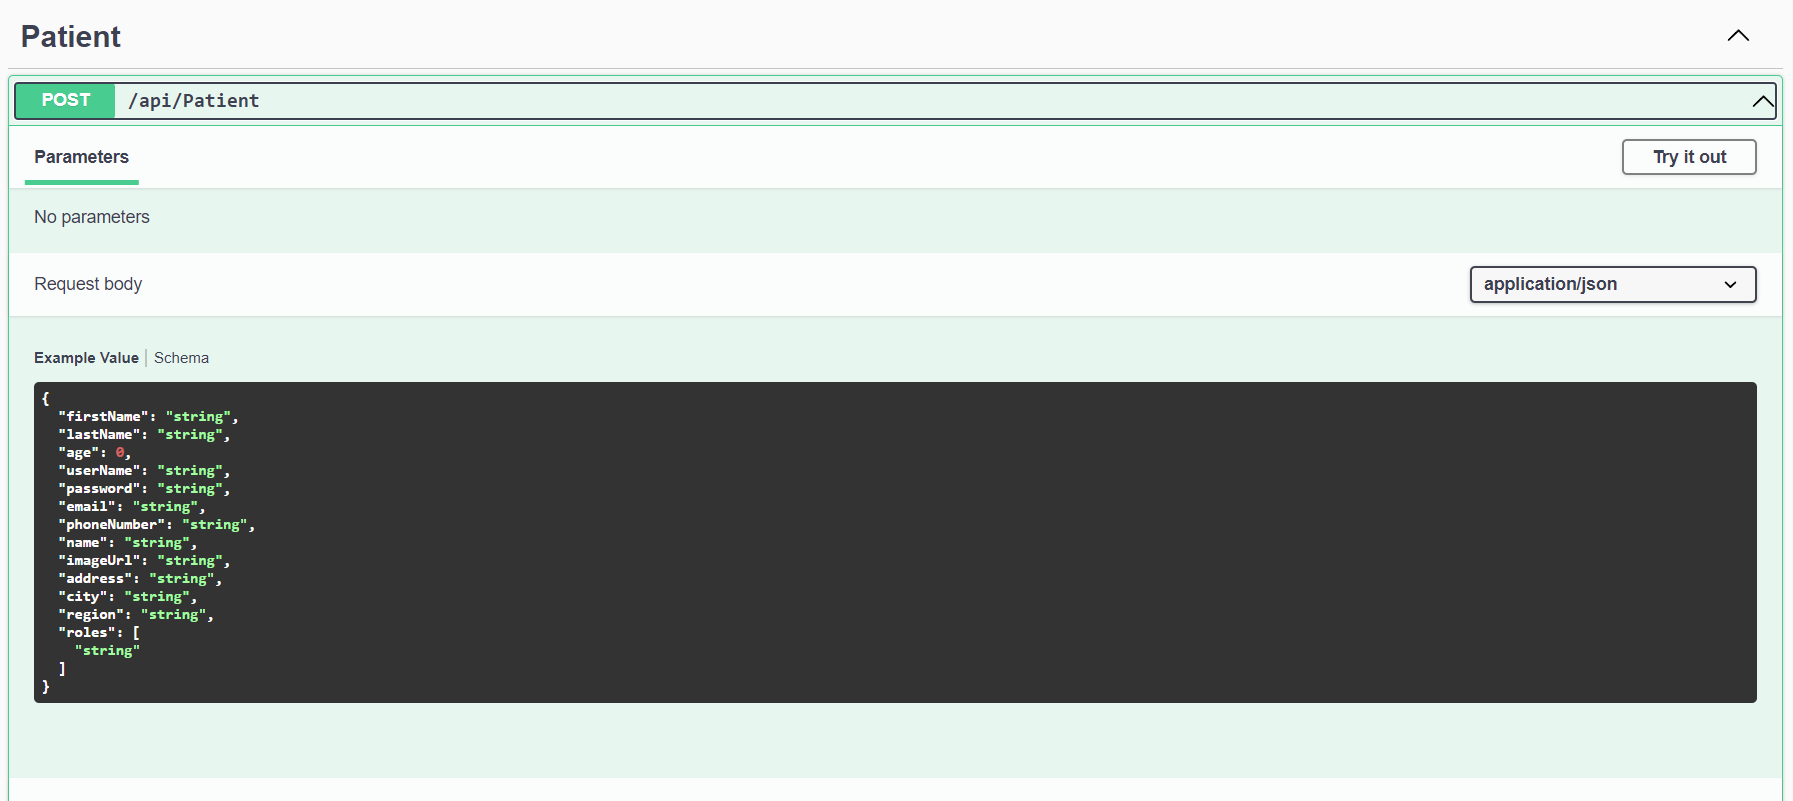 Patient
POST /api/Patient
Parameters
Try it out
No parameters
Request body
application/json
Example Value | Schema
{
  "firstName": "string",
  "lastName": "string",
  "age": 0,
  "userName": "string",
  "password": "string",
  "email": "string",
  "phoneNumber": "string",
  "name": "string",
  "imageUrl": "string",
  "address": "string",
  "city": "string",
  "region": "string",
  "roles": [
    "string"
  ]
}